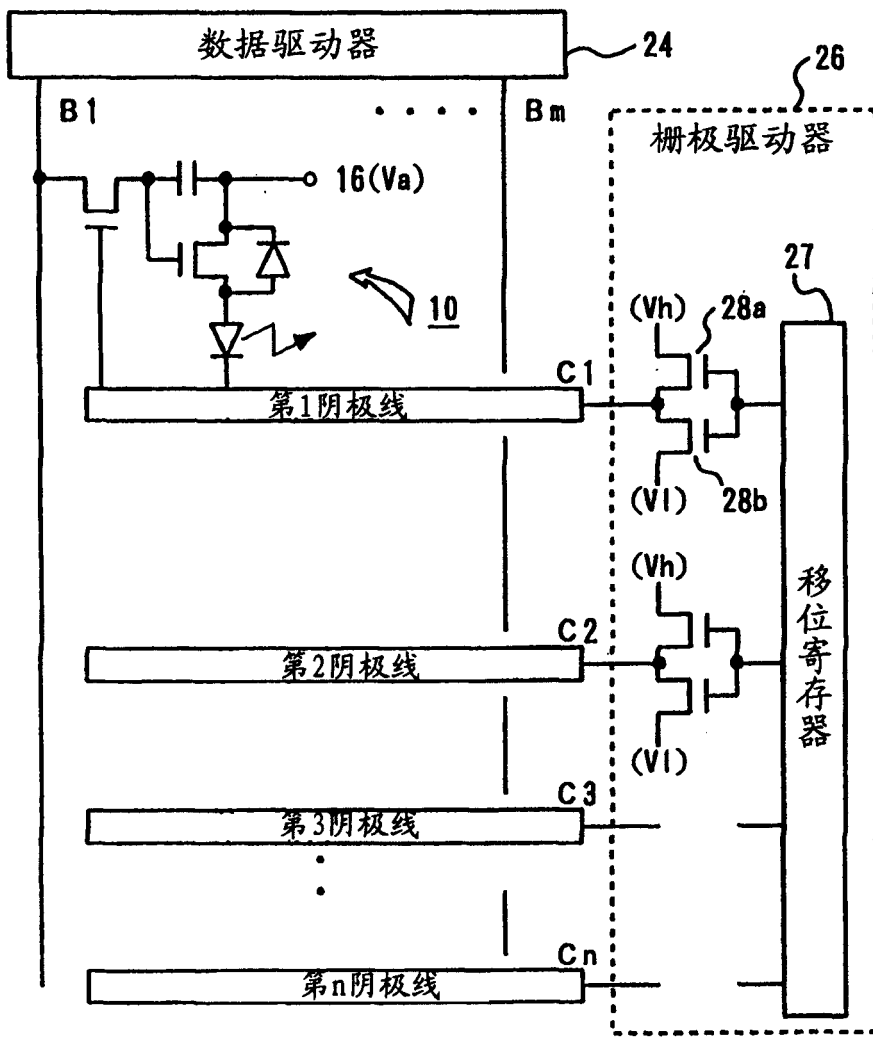 数据驱动器
24
B1
Bm
26
栅极驱动器
16(Va)
27
10
(Vh)
28a
C1
第1阴极线
(Vl)
28b
(Vh)
C2
第2阴极线
(Vl)
移位寄存器
C3
第3阴极线
Cn
第n阴极线